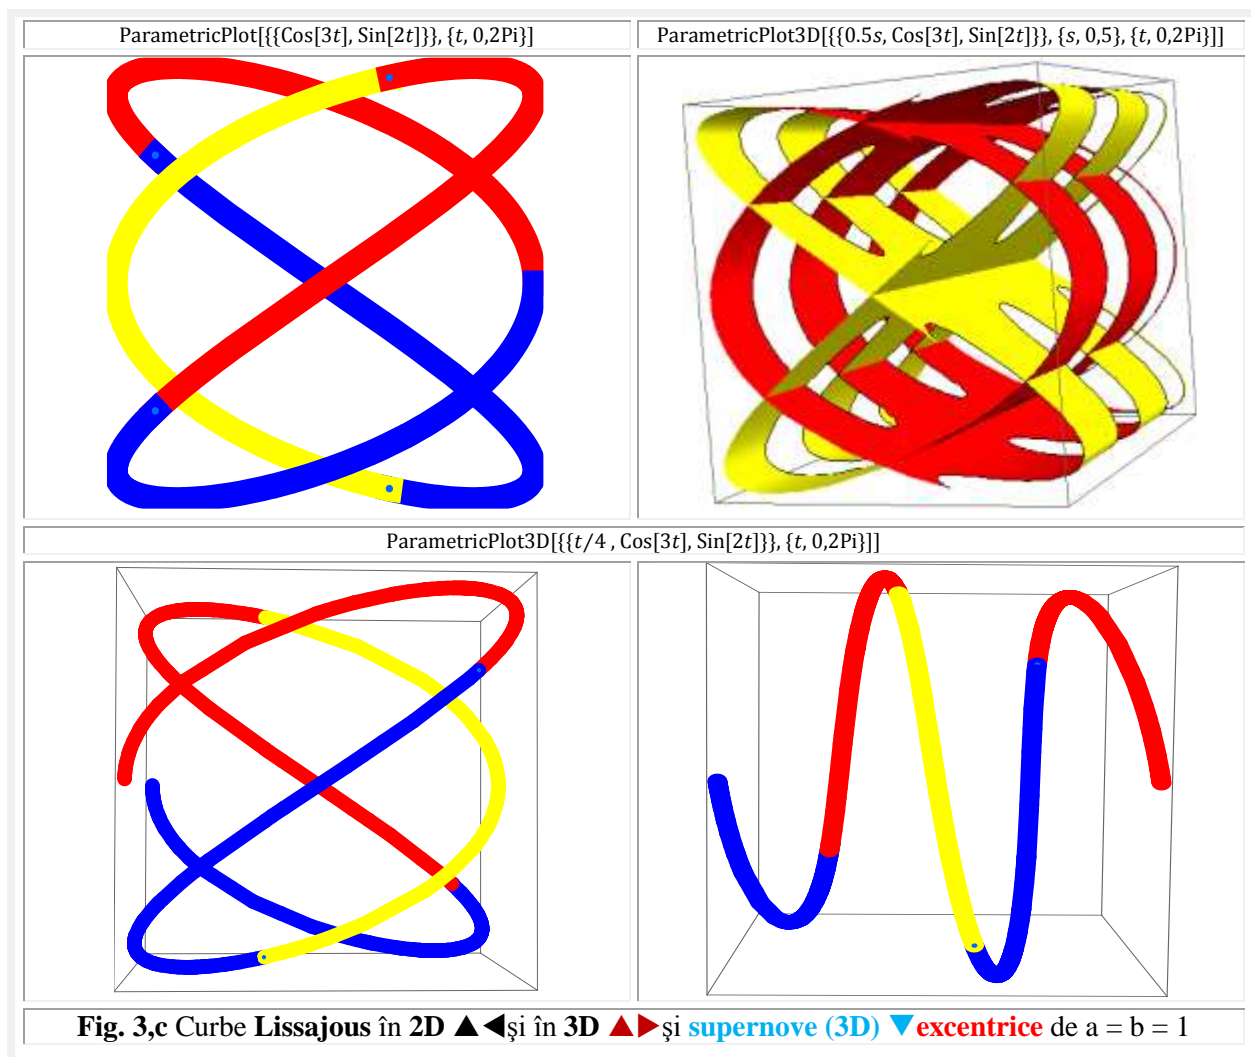 ParametricPlot[{{Cos[3t], Sin[2t]}}, {t, 0,2Pi}]
ParametricPlot3D[{{0.5s, Cos[3t], Sin[2t]}}, {s, 0,5}, {t, 0,2Pi}]]
ParametricPlot3D[{{t/4 , Cos[3t], Sin[2t]}}, {t, 0,2Pi}]]
Fig. 3,c Curbe Lissajous în 2D ▲◀şi în 3D ▲▶şi supernove (3D) ▼excentrice de a = b = 1